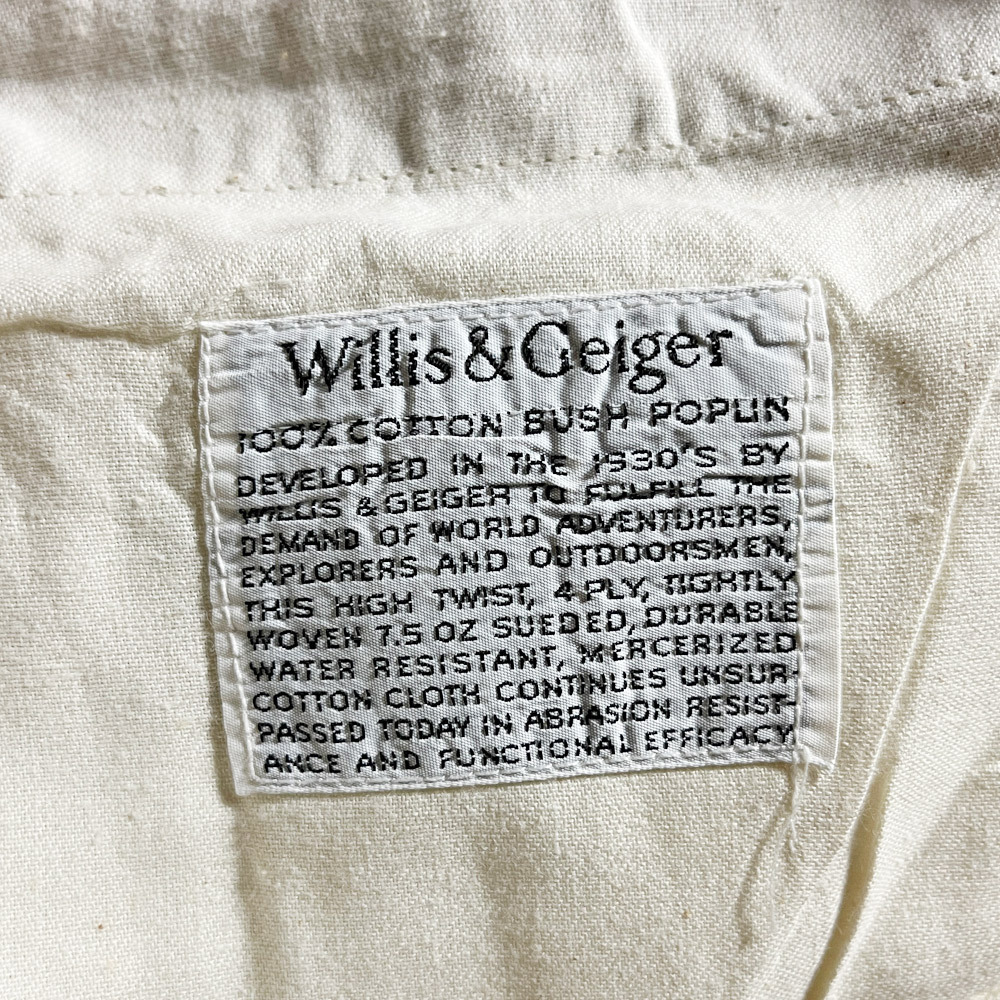 Willis & Geiger
100% COTTON BUSH POPLIN
DEVELOPED IN THE 1930'S BY
WILLIS & GEIGER TO FULFILL THE
DEMAND OF WORLD ADVENTURERS,
EXPLORERS AND OUTDOORSMEN,
THIS HIGH TWIST, 4 PLY, TIGHTLY
WOVEN 7.5 OZ SUEDED, DURABLE
WATER RESISTANT, MERCERIZED
COTTON CLOTH CONTINUES UNSUR-
PASSED TODAY IN ABRASION RESIST-
ANCE AND FUNCTIONAL EFFICACY